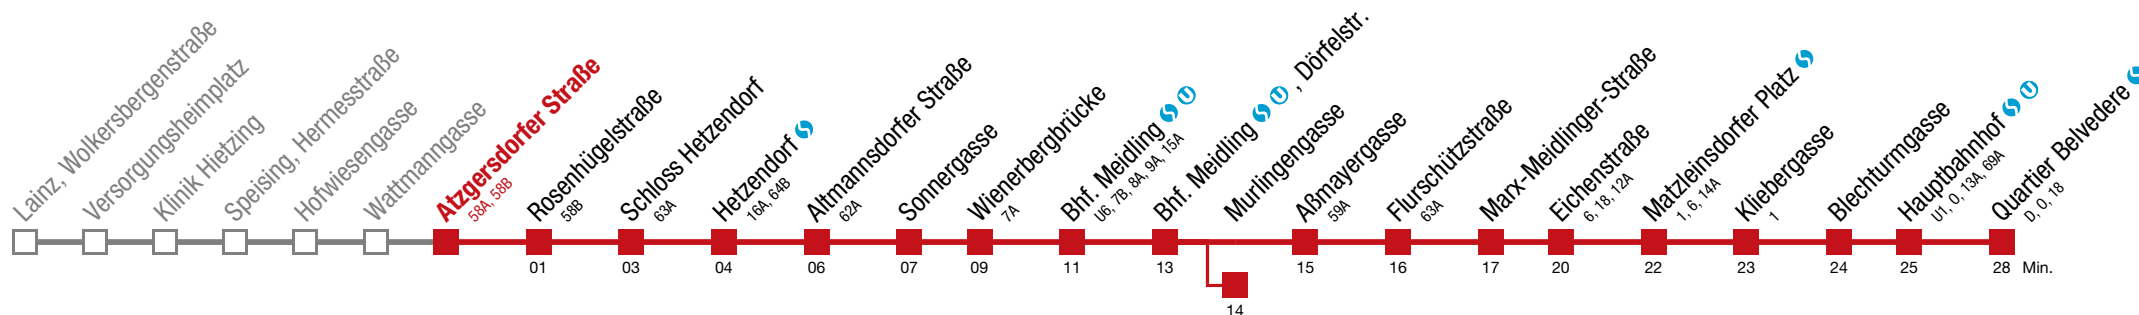 Lainz, Wolkersbergenstraße
Versorgungsheimplatz
Klinik Hietzing
Speising, Hermesstraße
Hofwiesengasse
Wattmanngasse
Atzgersdorfer Straße
58A, 58B
Rosenhügelstraße
58B
Schloss Hetzendorf
63A
Hetzendorf S
16A, 64B
Altmannsdorfer Straße
62A
Sonnergasse
Wienerbergbrücke
7A
Bhf. Meidling S U
U6, 7B, 8A, 9A, 15A
Bhf. Meidling S U , Dörfelstr.
Murlingengasse
Aßmayergasse
59A
Flurschützstraße
63A
Marx-Meidlinger-Straße
Eichenstraße
6, 18, 12A
Matzleinsdorfer Platz S
1, 6, 14A
Kliebergasse
1
Blechturmgasse
Hauptbahnhof S U
U1, O, 13A, 69A
Quartier Belvedere S
D, O, 18
01 03 04 06 07 09 11 13 15 16 17 20 22 23 24 25 28 Min.
14